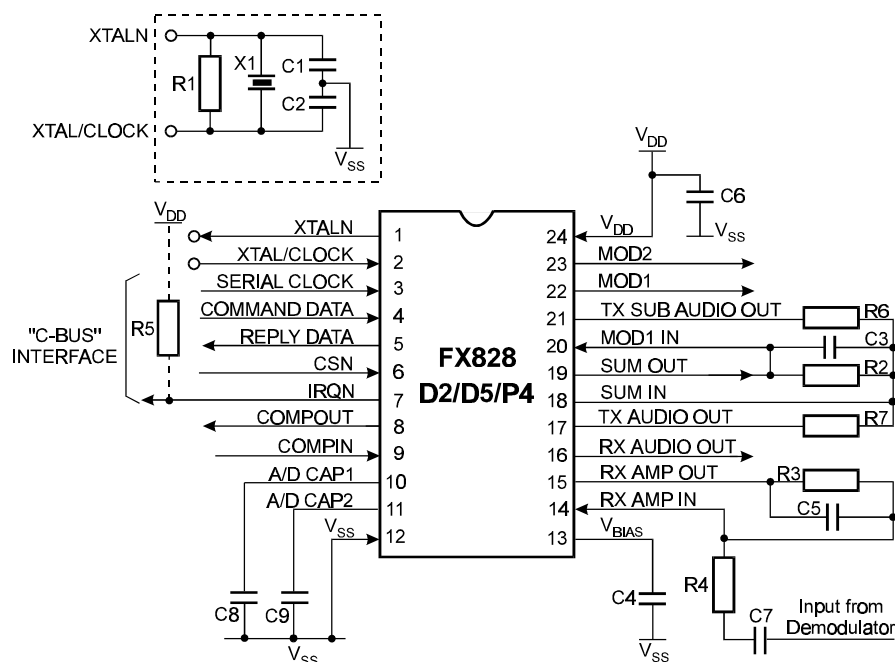 XTALN
R1
X1
C1
C2
XTAL/CLOCK
VSS
VDD
C6
VSS
VDD
XTALN
XTAL/CLOCK
SERIAL CLOCK
COMMAND DATA
REPLY DATA
CSN
IRQN
COMPOUT
COMPIN
A/D CAP1
A/D CAP2
VSS
"C-BUS"
INTERFACE
R5
1
2
3
4
5
6
7
8
9
10
11
12
FX828
D2/D5/P4
24
23
22
21
20
19
18
17
16
15
14
13
VDD
MOD2
MOD1
TX SUB AUDIO OUT
MOD1 IN
SUM OUT
SUM IN
TX AUDIO OUT
RX AUDIO OUT
RX AMP OUT
RX AMP IN
VBIAS
R6
C3
R2
R7
R3
C5
R4
C7
Input from
Demodulator
C8
C9
VSS
C4
VSS